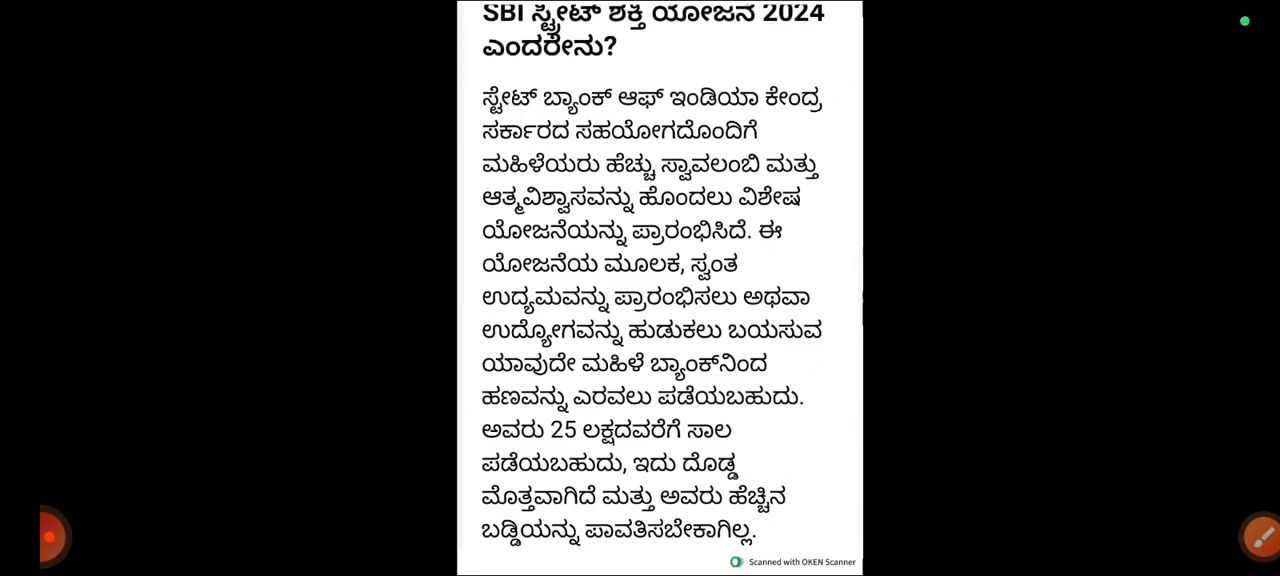 SBI ಸ್ಟ್ರೀಟ್ ಶಕ್ತಿ ಯೋಜನೆ 2024
ಎಂದರೇನು?
ಸ್ಟೇಟ್ ಬ್ಯಾಂಕ್ ಆಫ್ ಇಂಡಿಯಾ ಕೇಂದ್ರ
ಸರ್ಕಾರದ ಸಹಯೋಗದೊಂದಿಗೆ
ಮಹಿಳೆಯರು ಹೆಚ್ಚು ಸ್ವಾವಲಂಬಿ ಮತ್ತು
ಆತ್ಮವಿಶ್ವಾಸವನ್ನು ಹೊಂದಲು ವಿಶೇಷ
ಯೋಜನೆಯನ್ನು ಪ್ರಾರಂಭಿಸಿದೆ. ಈ
ಯೋಜನೆಯ ಮೂಲಕ, ಸ್ವಂತ
ಉದ್ಯಮವನ್ನು ಪ್ರಾರಂಭಿಸಲು ಅಥವಾ
ಉದ್ಯೋಗವನ್ನು ಹುಡುಕಲು ಬಯಸುವ
ಯಾವುದೇ ಮಹಿಳೆ ಬ್ಯಾಂಕ್‌ನಿಂದ
ಹಣವನ್ನು ಎರವಲು ಪಡೆಯಬಹುದು.
ಅವರು 25 ಲಕ್ಷದವರೆಗೆ ಸಾಲ
ಪಡೆಯಬಹುದು, ಇದು ದೊಡ್ಡ
ಮೊತ್ತವಾಗಿದೆ ಮತ್ತು ಅವರು ಹೆಚ್ಚಿನ
ಬಡ್ಡಿಯನ್ನು ಪಾವತಿಸಬೇಕಾಗಿಲ್ಲ.
Scanned with OKEN Scanner